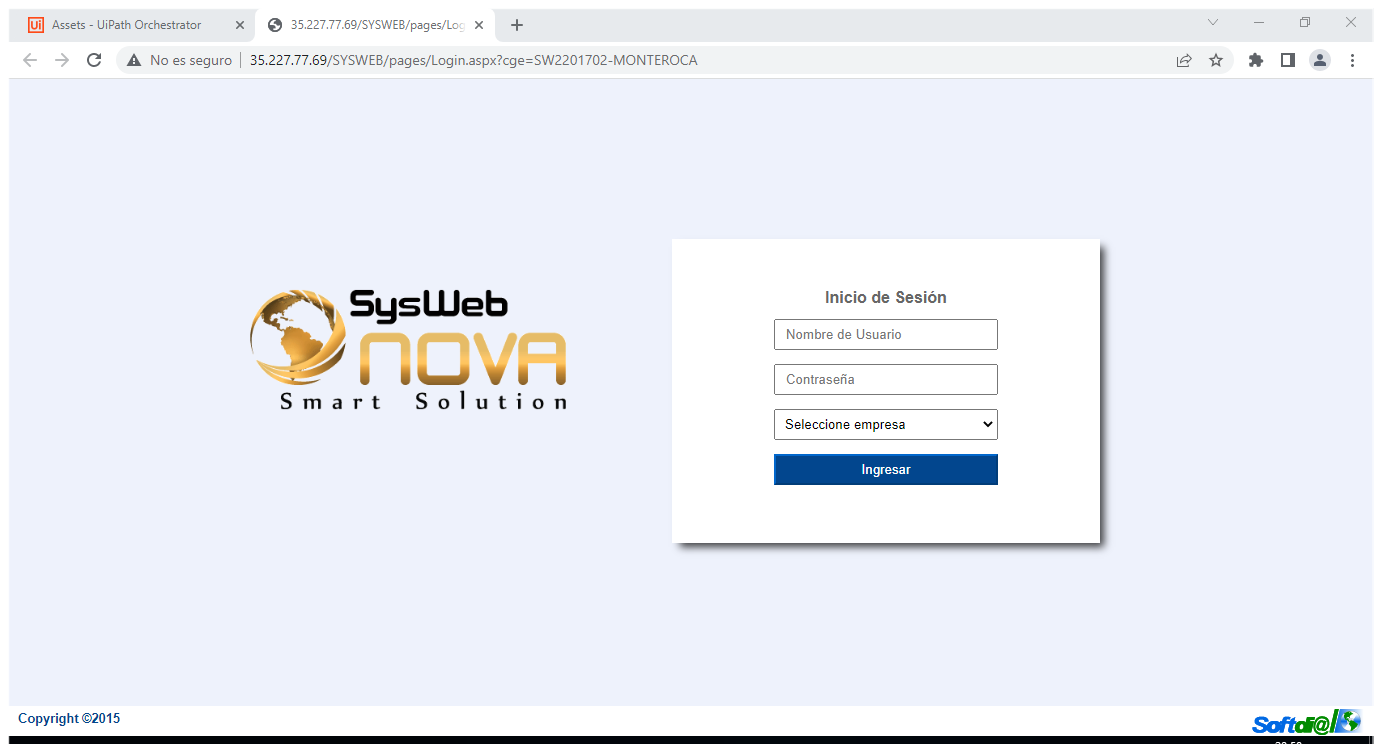 Ui Assets - UiPath Orchestrator
35.227.77.69/SYSWEB/pages/Log
No es seguro
35.227.77.69/SYSWEB/pages/Login.aspx?cge=SW2201702-MONTEROCA
SysWeb
NOVA
Smart Solution
Inicio de Sesión
Nombre de Usuario
Contraseña
Seleccione empresa
Ingresar
Copyright ©2015